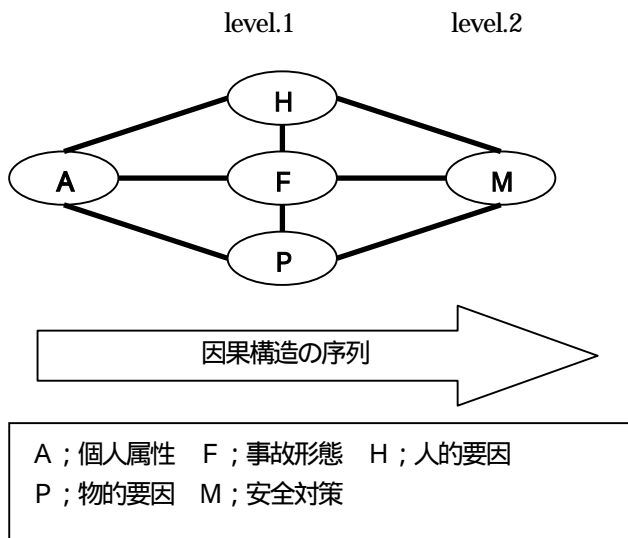 level.1 level.2
H
A F M
P
因果構造の序列
A;個人属性 F;事故形態 H;人的要因
P;物的要因 M;安全対策